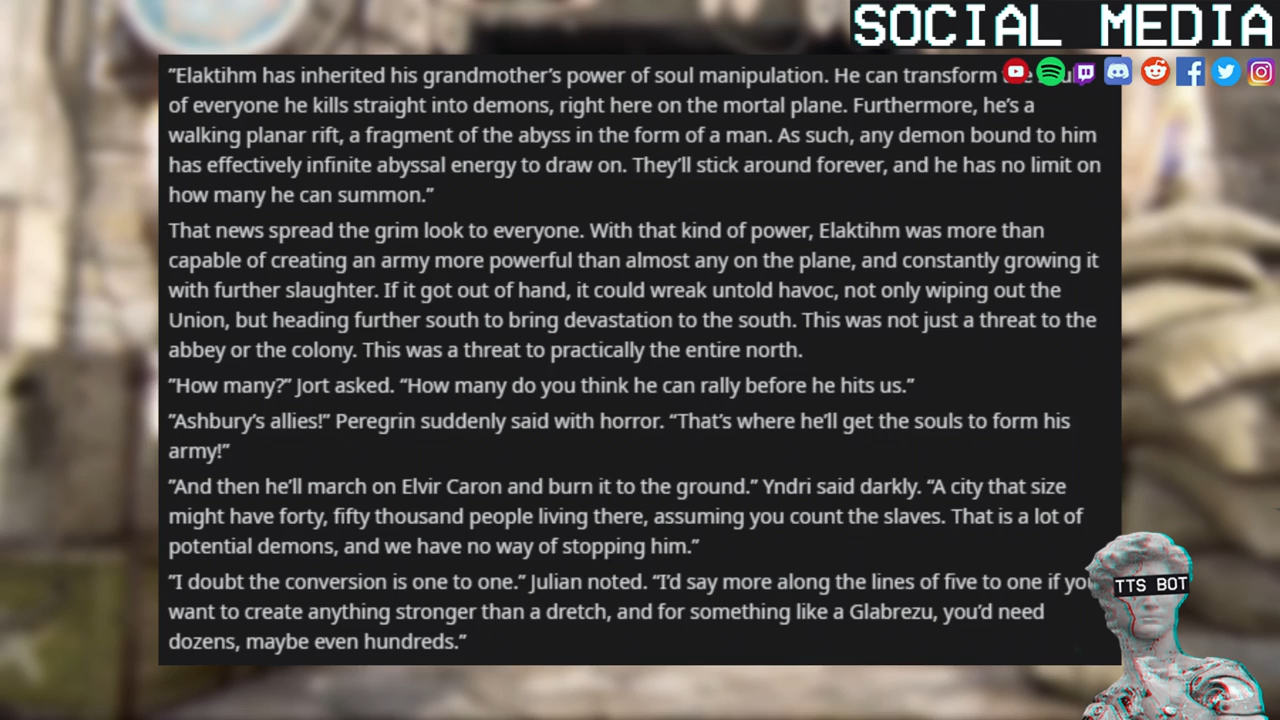 SOCIAL MEDIA
”Elaktihm has inherited his grandmother’s power of soul manipulation. He can transform
of everyone he kills straight into demons, right here on the mortal plane. Furthermore, he’s a
walking planar rift, a fragment of the abyss in the form of a man. As such, any demon bound to him
has effectively infinite abyssal energy to draw on. They’ll stick around forever, and he has no limit on
how many he can summon.”
That news spread the grim look to everyone. With that kind of power, Elaktihm was more than
capable of creating an army more powerful than almost any on the plane, and constantly growing it
with further slaughter. If it got out of hand, it could wreak untold havoc, not only wiping out the
Union, but heading further south to bring devastation to the south. This was not just a threat to the
abbey or the colony. This was a threat to practically the entire north.
”How many?” Jort asked. “How many do you think he can rally before he hits us.”
”Ashbury’s allies!” Peregrin suddenly said with horror. “That’s where he’ll get the souls to form his
army!”
”And then he’ll march on Elvir Caron and burn it to the ground.” Yndri said darkly. “A city that size
might have forty, fifty thousand people living there, assuming you count the slaves. That is a lot of
potential demons, and we have no way of stopping him.”
”I doubt the conversion is one to one.” Julian noted. “I’d say more along the lines of five to one if you
want to create anything stronger than a dretch, and for something like a Glabrezu, you’d need
dozens, maybe even hundreds.”
TTS BOT